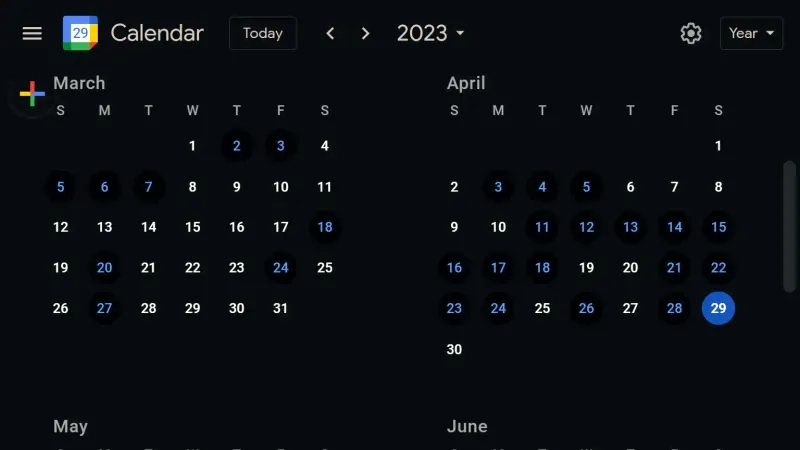 29 Calendar Today 2023 Year
March
S M T W T F S
1 2 3 4
5 6 7 8 9 10 11
12 13 14 15 16 17 18
19 20 21 22 23 24 25
26 27 28 29 30 31
April
S M T W T F S
1
2 3 4 5 6 7 8
9 10 11 12 13 14 15
16 17 18 19 20 21 22
23 24 25 26 27 28 29
30
May
June